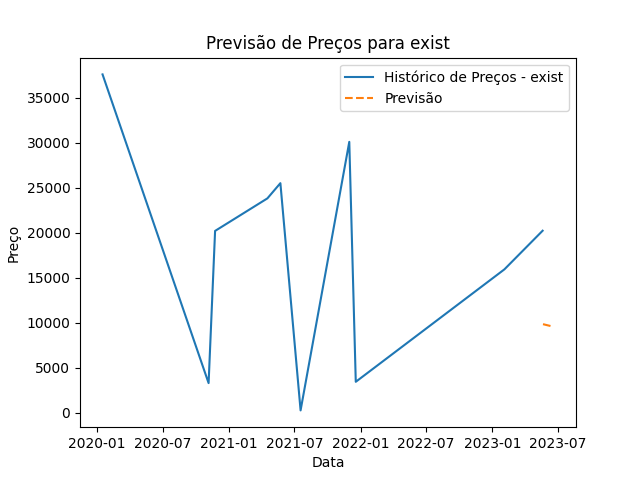 Previsão de Preços para exist
Histórico de Preços - exist
Previsão
Preço
35000
30000
25000
20000
15000
10000
5000
0
2020-01 2020-07 2021-01 2021-07 2022-01 2022-07 2023-01 2023-07
Data